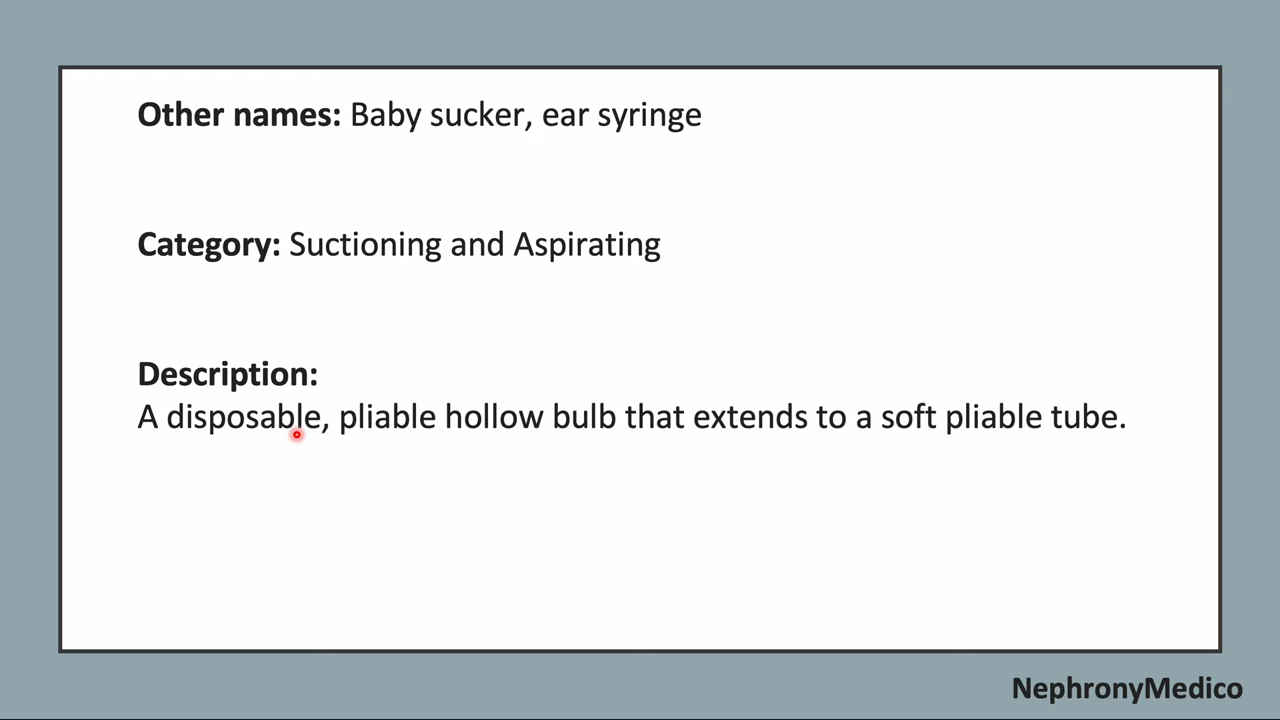 Other names: Baby sucker, ear syringe
Category: Suctioning and Aspirating
Description:
A disposable, pliable hollow bulb that extends to a soft pliable tube.
NephronyMedico